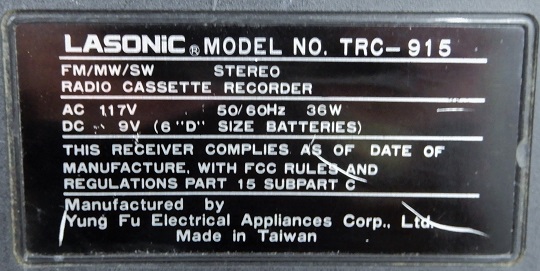 LASONIC ® MODEL NO. TRC-915
FM/MW/SW STEREO
RADIO CASSETTE RECORDER
AC 117V 50/60Hz 36W
DC 9V (6 "D" SIZE BATTERIES)
THIS RECEIVER COMPLIES AS OF DATE OF
MANUFACTURE, WITH FCC RULES AND
REGULATIONS PART 15 SUBPART C
Manufactured by
Yung Fu Electrical Appliances Corp., Ltd.
Made in Taiwan